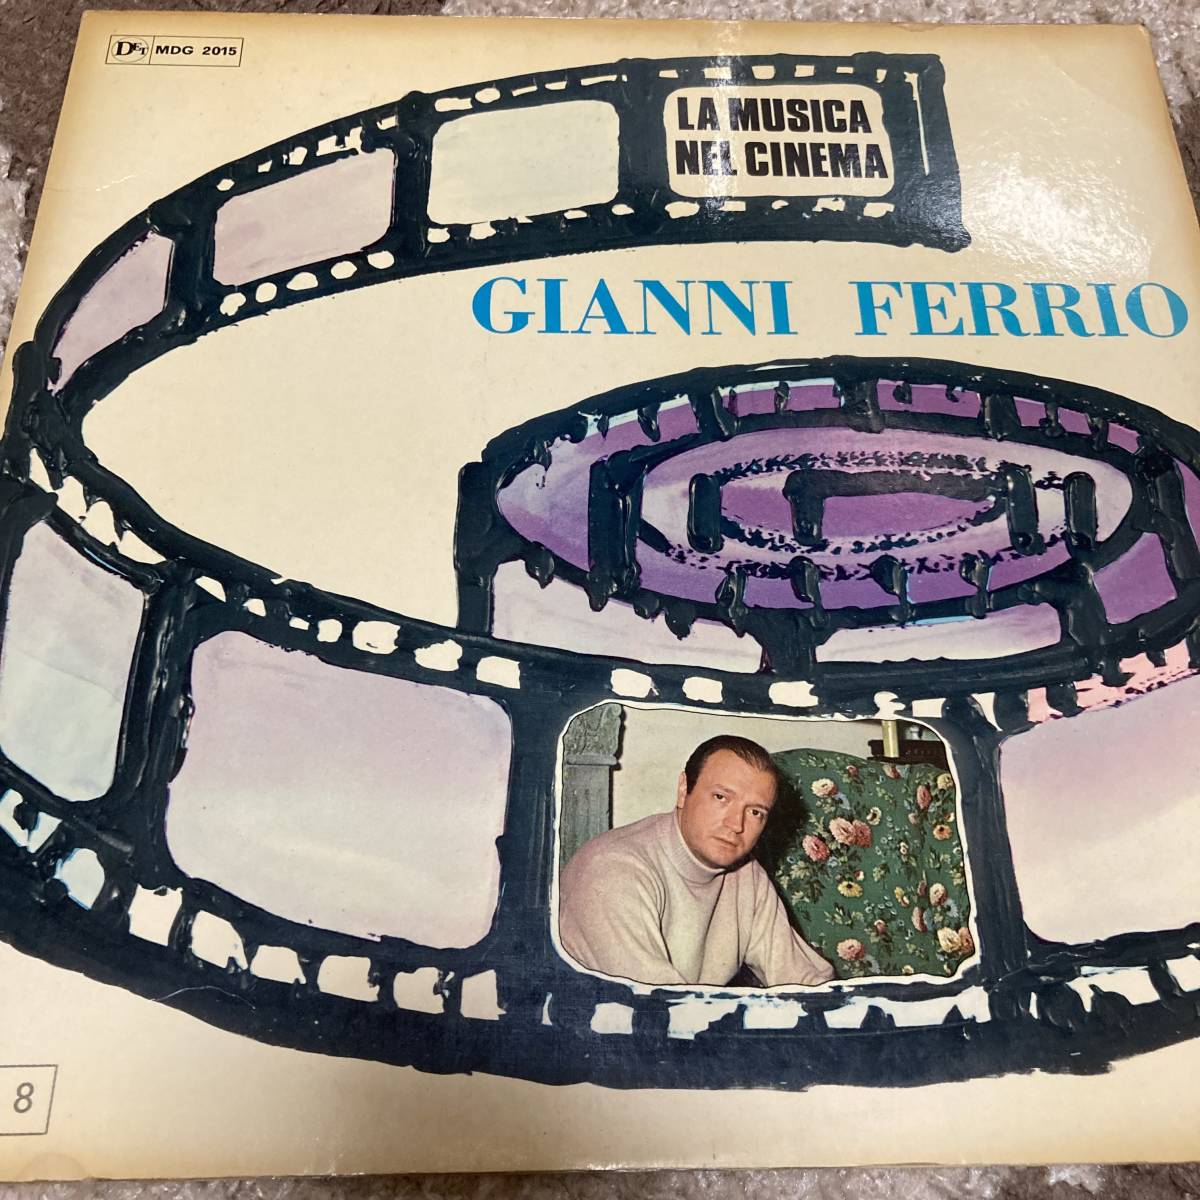 DET MDG 2015
LA MUSICA
NEL CINEMA
GIANNI FERRIO
8